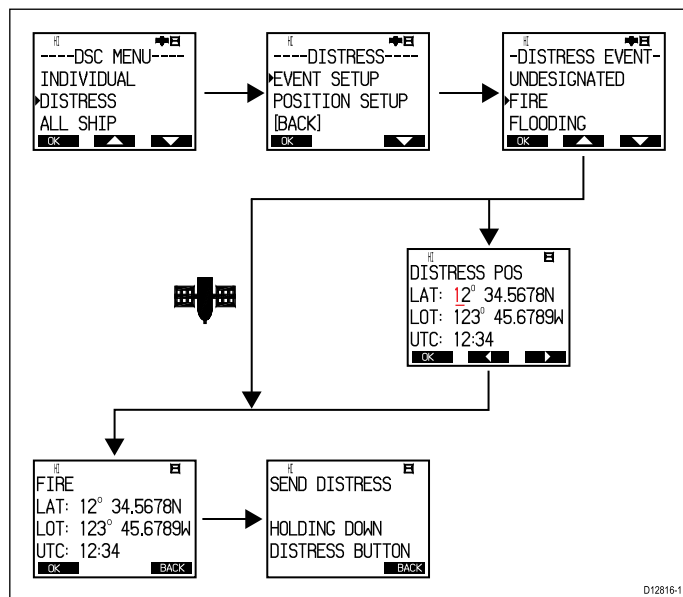 HI
----DSC MENU----
INDIVIDUAL
DISTRESS
ALL SHIP
OK
HI
----DISTRESS----
EVENT SETUP
POSITION SETUP
[BACK]
OK
HI
-DISTRESS EVENT-
UNDESIGNATED
FIRE
FLOODING
OK
HI
DISTRESS POS
LAT: 12° 34.5678N
LOT: 123° 45.6789W
UTC: 12:34
OK
HI
FIRE
LAT: 12° 34.5678N
LOT: 123° 45.6789W
UTC: 12:34
OK BACK
HI
SEND DISTRESS
HOLDING DOWN
DISTRESS BUTTON
BACK
D12816-1